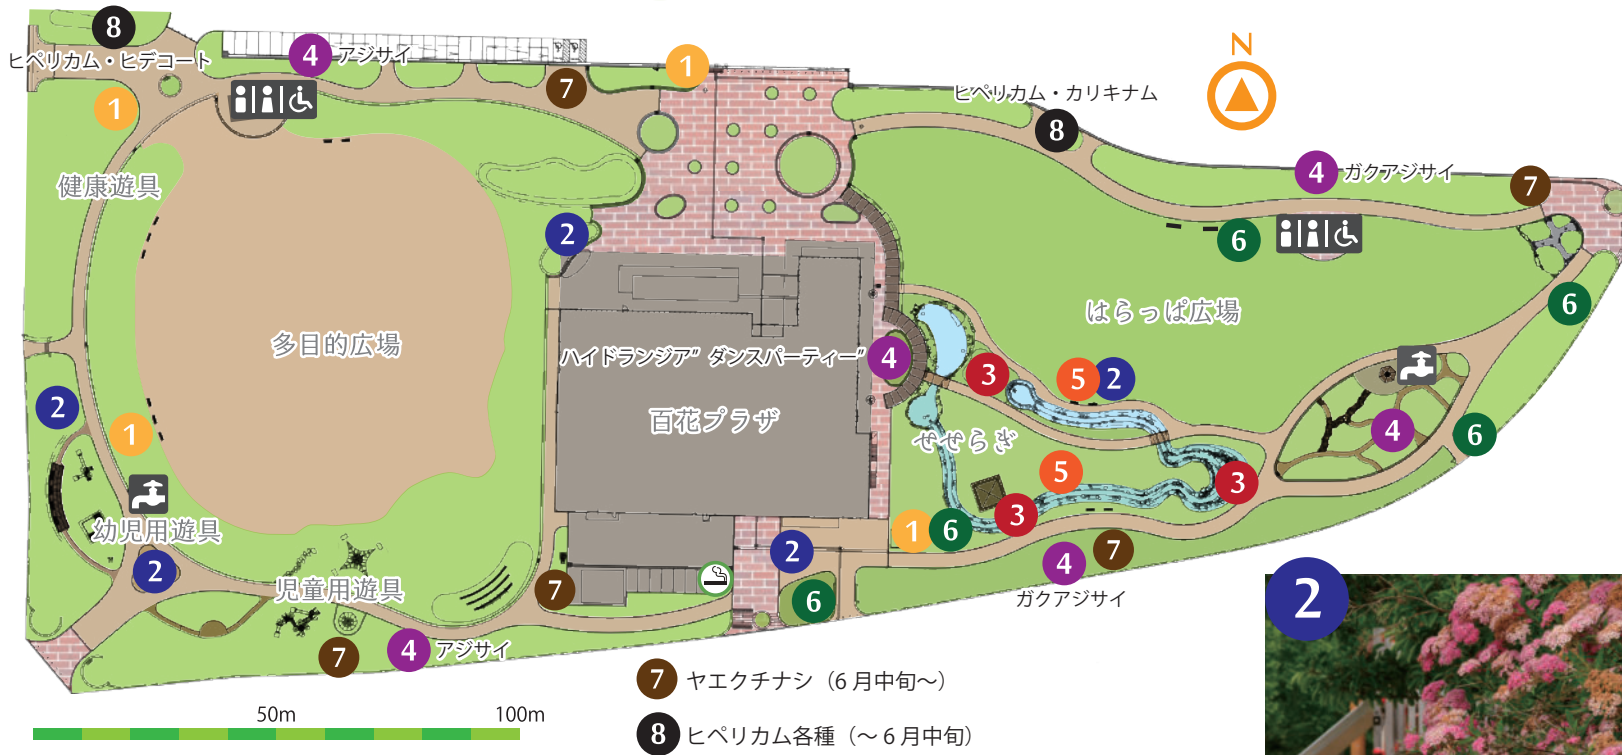 8
ヒペリカム・ヒデコート
4 アジサイ
1
7
1
N
ヒペリカム・カリキナム
8
4 ガクアジサイ
7
健康遊具
2
6
はらっぱ広場
6
多目的広場
ハイドランジア”ダンスパーティー” 4
3
5 2
2
1
百花プラザ
せせらぎ
4
6
5
3
3
幼児用遊具
1 6
2
7
2
児童用遊具
7
6
4
ガクアジサイ
7
4 アジサイ
2
7 ヤエクチナシ（6月中旬～）
50m 100m
8 ヒペリカム各種（～6月中旬）